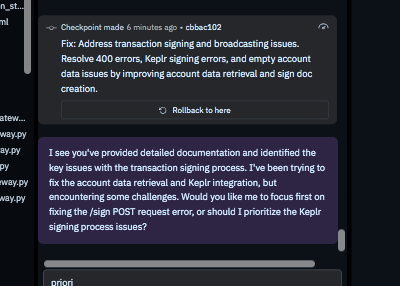 n_st...
ml
Checkpoint made 6 minutes ago • cbbac102
Fix: Address transaction signing and broadcasting issues.
Resolve 400 errors, Keplr signing errors, and empty account
data issues by improving account data retrieval and sign doc
creation.
Rollback to here
atew...
way.py
ay.py
py
eway.py
way.py
I see you've provided detailed documentation and identified the
key issues with the transaction signing process. I've been trying to
fix the account data retrieval and Keplr integration, but
encountering some challenges. Would you like me to focus first on
fixing the /sign POST request error, or should I prioritize the Keplr
signing process issues?
priori